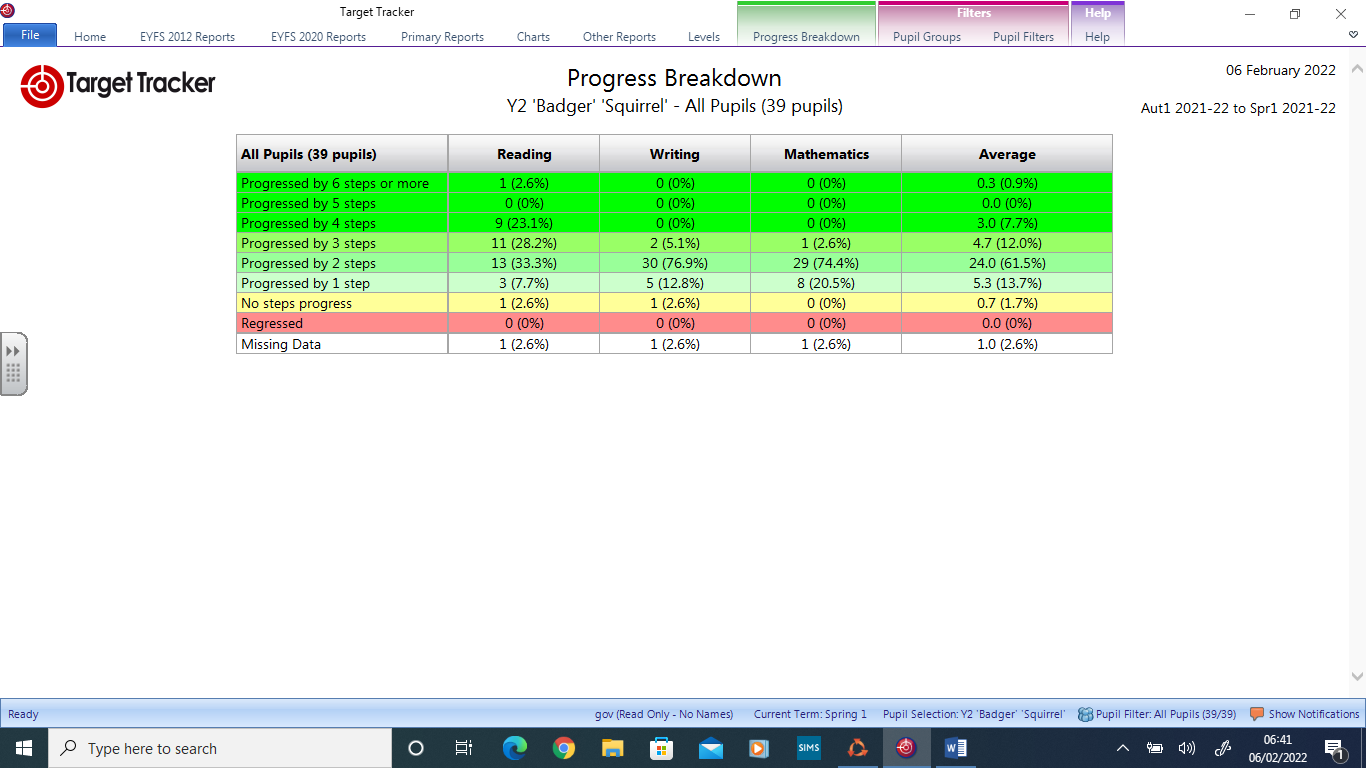 Target Tracker
Filters
Help
File
Home
EYFS 2012 Reports
EYFS 2020 Reports
Primary Reports
Charts
Other Reports
Levels
Progress Breakdown
Pupil Groups
Pupil Filters
Help
Target Tracker
Progress Breakdown
06 February 2022
Y2 'Badger' 'Squirrel' - All Pupils (39 pupils)
Aut1 2021-22 to Spr1 2021-22
All Pupils (39 pupils) Reading Writing Mathematics Average
Progressed by 6 steps or more 1 (2.6%) 0 (0%) 0 (0%) 0.3 (0.9%)
Progressed by 5 steps 0 (0%) 0 (0%) 0 (0%) 0.0 (0%)
Progressed by 4 steps 9 (23.1%) 0 (0%) 0 (0%) 3.0 (7.7%)
Progressed by 3 steps 11 (28.2%) 2 (5.1%) 1 (2.6%) 4.7 (12.0%)
Progressed by 2 steps 13 (33.3%) 30 (76.9%) 29 (74.4%) 24.0 (61.5%)
Progressed by 1 step 3 (7.7%) 5 (12.8%) 8 (20.5%) 5.3 (13.7%)
No steps progress 1 (2.6%) 1 (2.6%) 0 (0%) 0.7 (1.7%)
Regressed 0 (0%) 0 (0%) 0 (0%) 0.0 (0%)
Missing Data 1 (2.6%) 1 (2.6%) 1 (2.6%) 1.0 (2.6%)
Ready
gov (Read Only - No Names)
Current Term: Spring 1
Pupil Selection: Y2 'Badger' 'Squirrel'
Pupil Filter: All Pupils (39/39)
Show Notifications
Type here to search
SIMS
W
06:41
06/02/2022
1